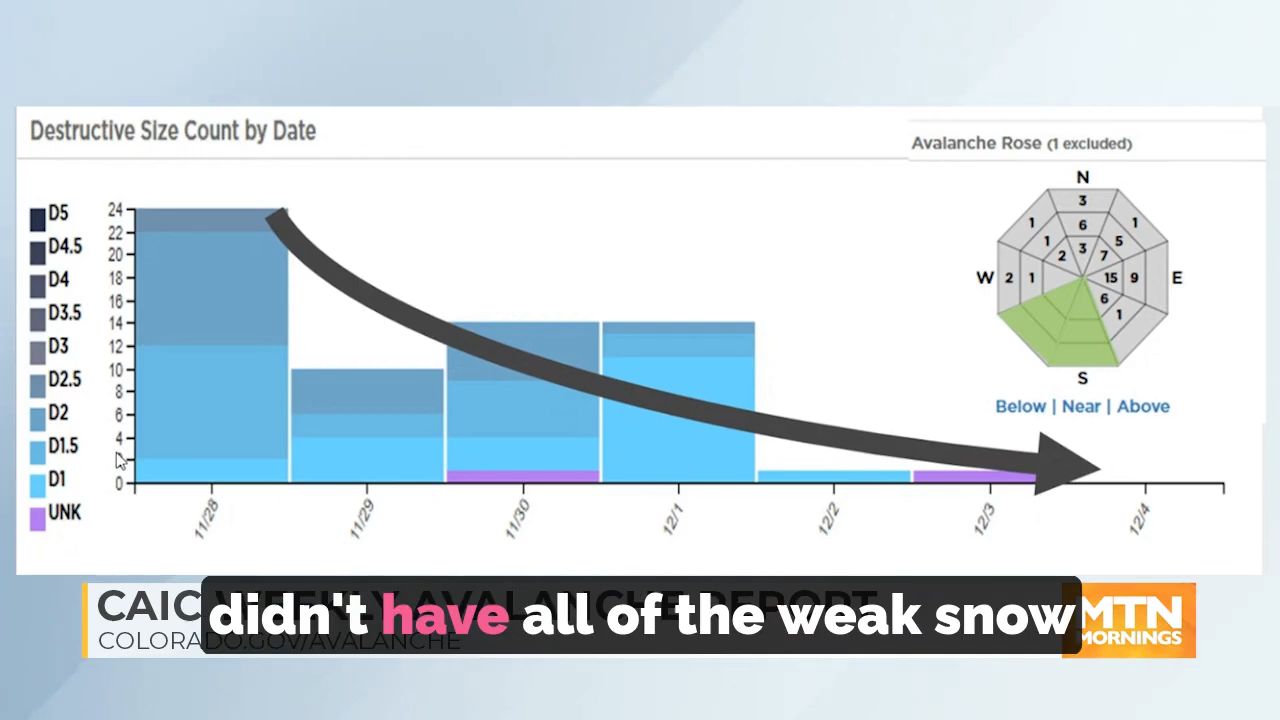 Destructive Size Count by Date
Avalanche Rose (1 excluded)
D5
D4.5
D4
D3.5
D3
D2.5
D2
D1.5
D1
UNK
24
22
20
18
16
14
12
10
8
6
4
0
11/28
11/29
11/30
12/1
12/2
12/3
12/4
N
3
1
6
1
1
3
5
2
7
W
2
1
15
9
E
6
1
S
Below | Near | Above
CAIC WEEKLY AVALANCHE REPORT
COLORADO.GOV/AVALANCHE
didn't have all of the weak snow
MTN
MORNINGS